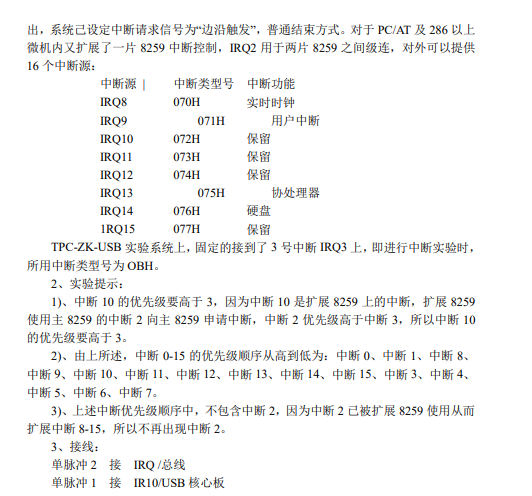 出，系统己设定中断请求信号为“边沿触发”，普通结束方式。对于 PC/AT 及 286 以上
微机内又扩展了一片 8259 中断控制，IRQ2 用于两片 8259 之间级连，对外可以提供
16 个中断源：
中断源 | 中断类型号 中断功能
IRQ8 070H 实时时钟
IRQ9 071H 用户中断
IRQ10 072H 保留
IRQ11 073H 保留
IRQ12 074H 保留
IRQ13 075H 协处理器
IRQ14 076H 硬盘
1RQ15 077H 保留
TPC-ZK-USB 实验系统上，固定的接到了 3 号中断 IRQ3 上，即进行中断实验时，
所用中断类型号为 OBH。
2、实验提示：
1)、中断 10 的优先级要高于 3，因为中断 10 是扩展 8259 上的中断，扩展 8259
使用主 8259 的中断 2 向主 8259 申请中断，中断 2 优先级高于中断 3，所以中断 10
的优先级要高于 3。
2)、由上所述，中断 0-15 的优先级顺序从高到低为：中断 0、中断 1、中断 8、
中断 9、中断 10、中断 11、中断 12、中断 13、中断 14、中断 15、中断 3、中断 4、
中断 5、中断 6、中断 7。
3)、上述中断优先级顺序中，不包含中断 2，因为中断 2 已被扩展 8259 使用从而
扩展中断 8-15，所以不再出现中断 2。
3、接线：
单脉冲 2 接 IRQ /总线
单脉冲 1 接 IR10/USB 核心板